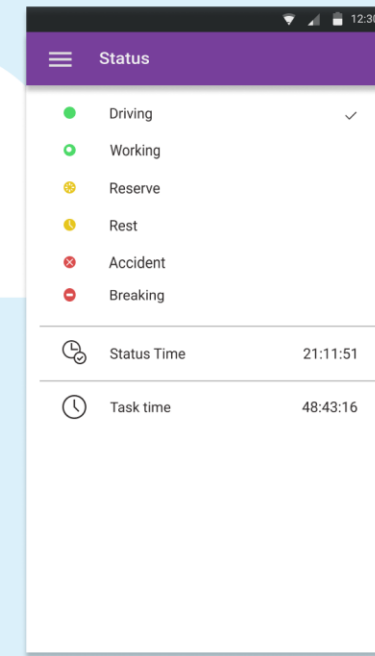 12:30
Status
Driving
Working
Reserve
Rest
Accident
Breaking
Status Time 21:11:51
Task time 48:43:16